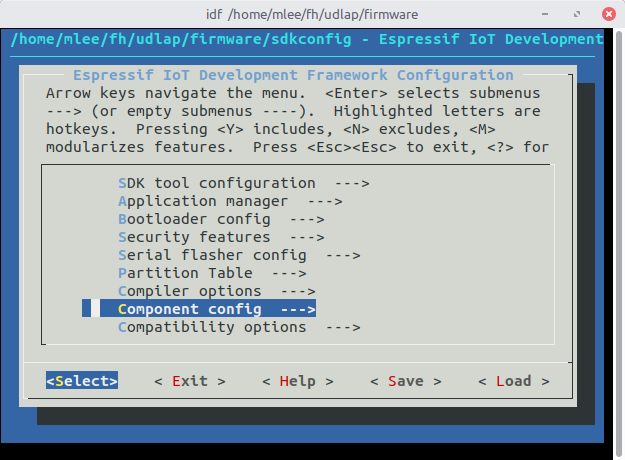 idf /home/mlee/fh/udlap/firmware
/home/mlee/fh/udlap/firmware/sdkconfig - Espressif IoT Development
Espressif IoT Development Framework Configuration
Arrow keys navigate the menu. <Enter> selects submenus
---> (or empty submenus ----). Highlighted letters are
hotkeys. Pressing <Y> includes, <N> excludes, <M>
modularizes features. Press <Esc><Esc> to exit, <?> for
SDK tool configuration --->
Application manager --->
Bootloader config --->
Security features --->
Serial flasher config --->
Partition Table --->
Compiler options --->
Component config --->
Compatibility options --->
<Select> < Exit > < Help > < Save > < Load >